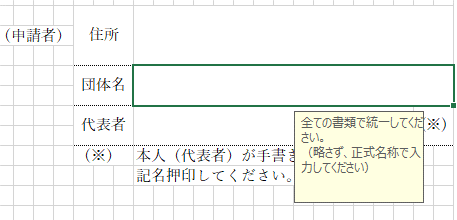 （申請者） 住所
団体名
代表者 （※）
（※） 本人（代表者）が手書き
記名押印してください。
全ての書類で統一してくだ
さい。
（略さず、正式名称で入
力してください）